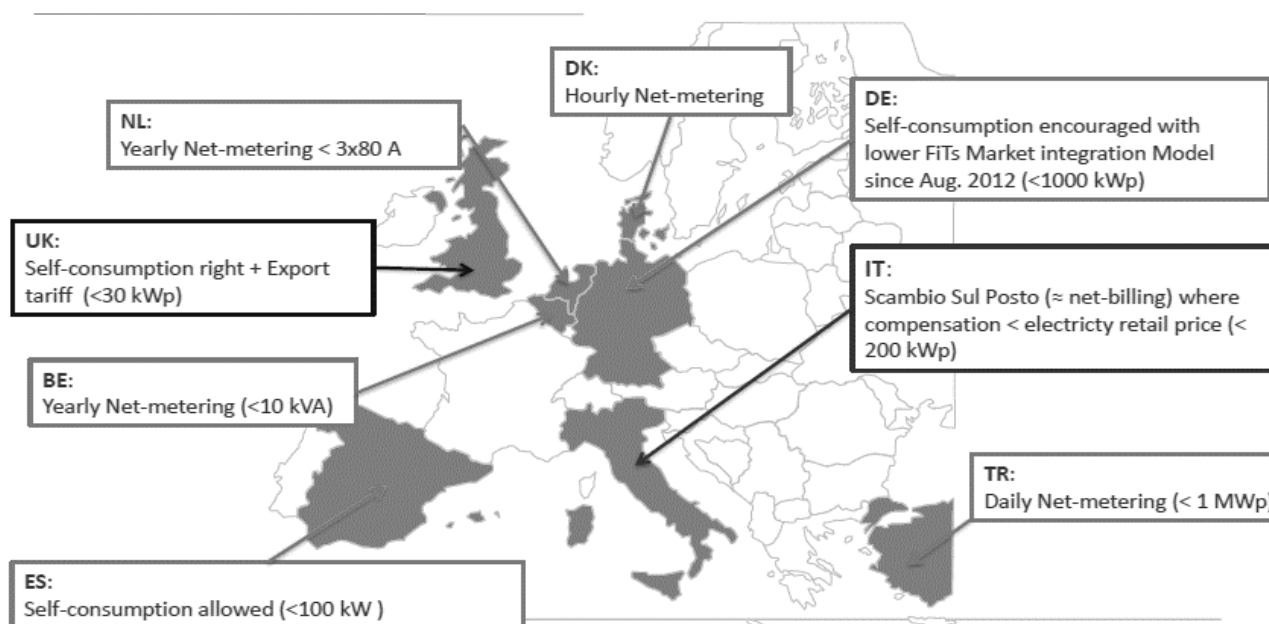 DK:
Hourly Net-metering
DE:
Self-consumption encouraged with
lower FiTs Market integration Model
since Aug. 2012 (<1000 kWp)
NL:
Yearly Net-metering < 3x80 A
UK:
Self-consumption right + Export
tariff (<30 kWp)
IT:
Scambio Sul Posto (≈ net-billing) where
compensation < electricty retail price (<
200 kWp)
BE:
Yearly Net-metering (<10 kVA)
TR:
Daily Net-metering (< 1 MWp)
ES:
Self-consumption allowed (<100 kW )